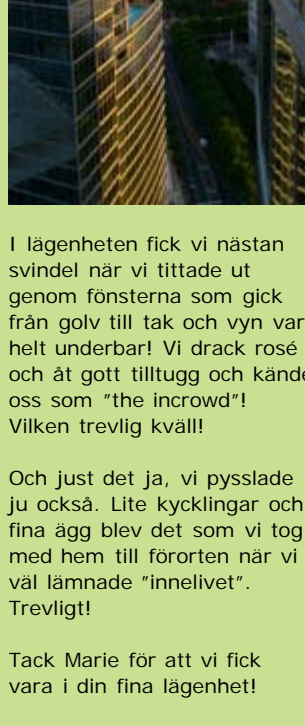 I lägenheten fick vi nästan
svindel när vi tittade ut
genom fönsterna som gick
från golv till tak och vyn var
helt underbar! Vi drack rosé
och åt gott tilltugg och kände
oss som "the incrowd"!
Vilken trevlig kväll!
Och just det ja, vi pysslade
ju också. Lite kycklingar och
fina ägg blev det som vi tog
med hem till förorten när vi
väl lämnade "innelivet".
Trevligt!
Tack Marie för att vi fick
vara i din fina lägenhet!